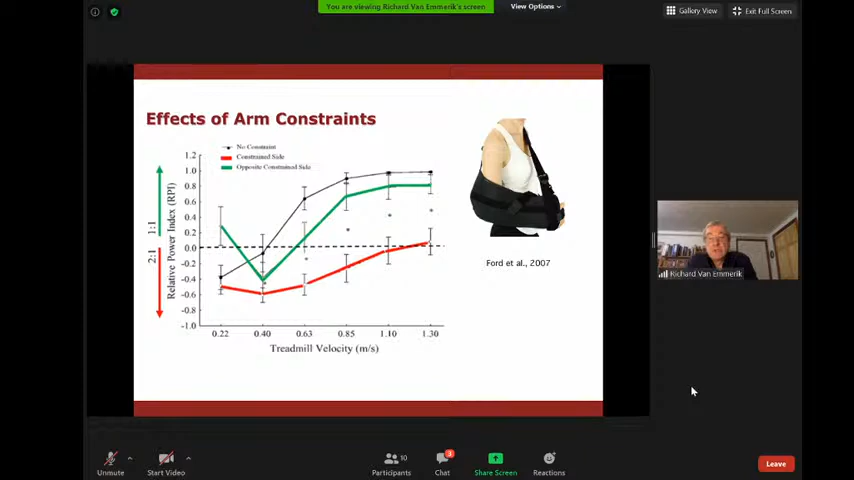 You are viewing Richard Van Emmerik's screen
View Options
Gallery View
Exit Full Screen
Effects of Arm Constraints
No Constraint
Constrained Side
Opposite Constrained Side
1.2
1.0
0.8
0.6
0.4
0.2
0.0
-0.2
-0.4
-0.6
-0.8
-1.0
1:1
2:1
Relative Power Index (RPI)
0.22 0.40 0.63 0.85 1.10 1.30
Treadmill Velocity (m/s)
Ford et al., 2007
Richard Van Emmerik
Unmute
Start Video
10
Participants
3
Chat
Share Screen
Reactions
Leave